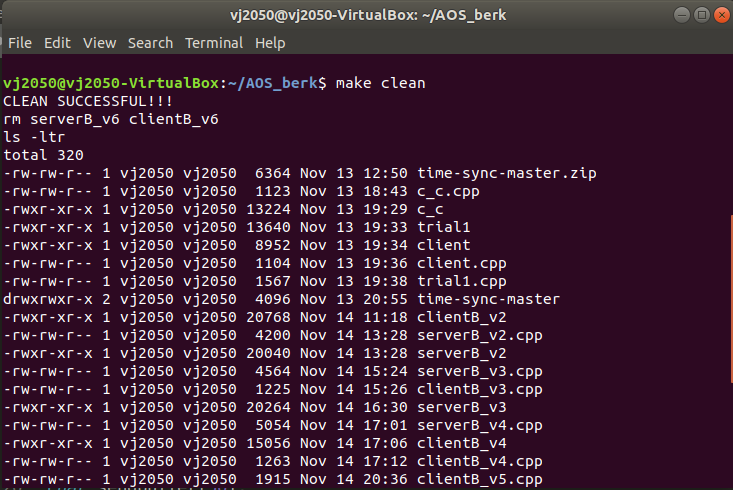 vj2050@vj2050-VirtualBox: ~/AOS_berk
File Edit View Search Terminal Help
vj2050@vj2050-VirtualBox:~/AOS_berk$ make clean
CLEAN SUCCESSFUL!!!
rm serverB_v6 clientB_v6
ls -ltr
total 320
-rw-rw-r-- 1 vj2050 vj2050  6364 Nov 13 12:50 time-sync-master.zip
-rw-rw-r-- 1 vj2050 vj2050  1123 Nov 13 18:43 c_c.cpp
-rwxr-xr-x 1 vj2050 vj2050 13224 Nov 13 19:29 c_c
-rwxr-xr-x 1 vj2050 vj2050 13640 Nov 13 19:33 trial1
-rwxr-xr-x 1 vj2050 vj2050  8952 Nov 13 19:34 client
-rw-rw-r-- 1 vj2050 vj2050  1104 Nov 13 19:36 client.cpp
-rw-rw-r-- 1 vj2050 vj2050  1567 Nov 13 19:38 trial1.cpp
drwxrwxr-x 2 vj2050 vj2050  4096 Nov 13 20:55 time-sync-master
-rwxr-xr-x 1 vj2050 vj2050 20768 Nov 14 11:18 clientB_v2
-rw-rw-r-- 1 vj2050 vj2050  4200 Nov 14 13:28 serverB_v2.cpp
-rwxr-xr-x 1 vj2050 vj2050 20040 Nov 14 13:28 serverB_v2
-rw-rw-r-- 1 vj2050 vj2050  4564 Nov 14 15:24 serverB_v3.cpp
-rw-rw-r-- 1 vj2050 vj2050  1225 Nov 14 15:26 clientB_v3.cpp
-rwxr-xr-x 1 vj2050 vj2050 20264 Nov 14 16:30 serverB_v3
-rw-rw-r-- 1 vj2050 vj2050  5054 Nov 14 17:01 serverB_v4.cpp
-rwxr-xr-x 1 vj2050 vj2050 15056 Nov 14 17:06 clientB_v4
-rw-rw-r-- 1 vj2050 vj2050  1263 Nov 14 17:12 clientB_v4.cpp
-rw-rw-r-- 1 vj2050 vj2050  1915 Nov 14 20:36 clientB_v5.cpp